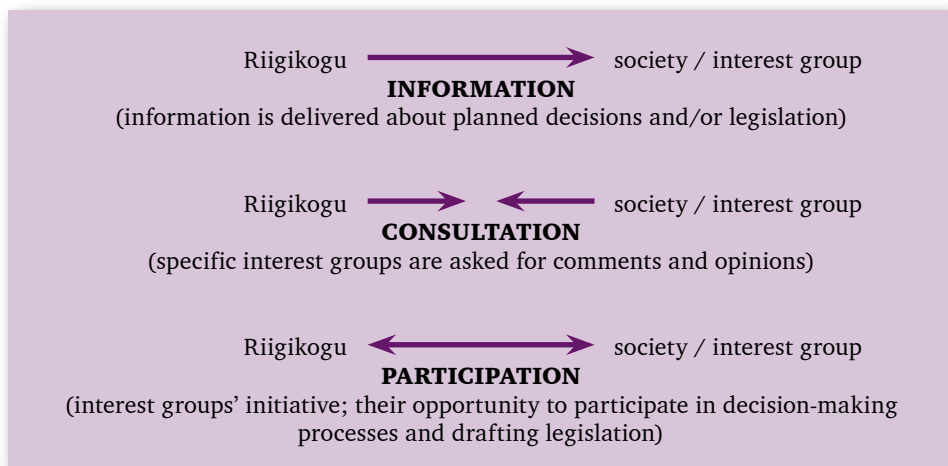 Riigikogu society / interest group
INFORMATION
(information is delivered about planned decisions and/or legislation)
Riigikogu society / interest group
CONSULTATION
(specific interest groups are asked for comments and opinions)
Riigikogu society / interest group
PARTICIPATION
(interest groups’ initiative; their opportunity to participate in decision-making
processes and drafting legislation)